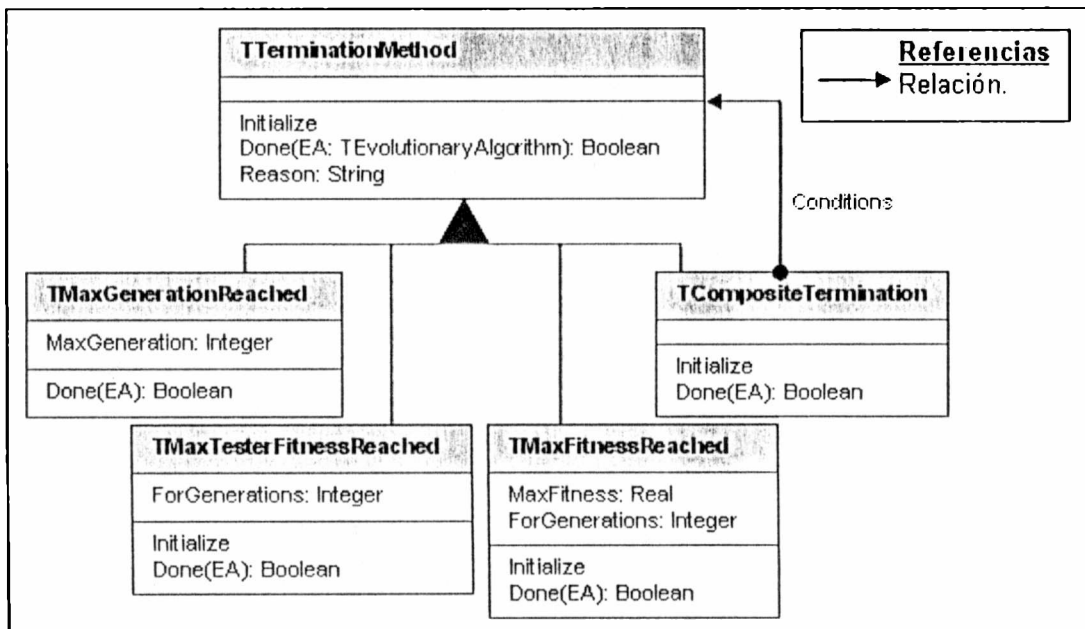 TTerminationMethod
Initialize
Done(EA: TEvolutionaryAlgorithm): Boolean
Reason: String
Referencias
Relación.
Conditions
TMaxGenerationReached
MaxGeneration: Integer
Done(EA): Boolean
TCompositeTermination
Initialize
Done(EA): Boolean
TMaxTesterFitnessReached
ForGenerations: Integer
Initialize
Done(EA): Boolean
TMaxFitnessReached
MaxFitness: Real
ForGenerations: Integer
Initialize
Done(EA): Boolean